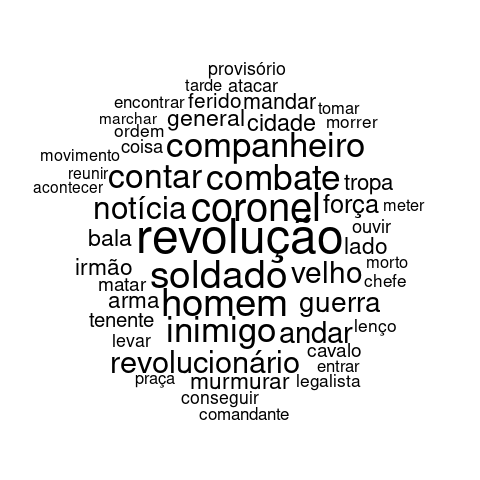 provisório
tarde atacar
encontrar ferido mandar tomar
marchar general cidade morrer
ordem
movimento coisa companheiro
reunir
acontecer contar combate tropa
notícia coronel força meter
bala revolução lado ouvir
irmão soldado velho morto
matar chefe
arma homem guerra
tenente inimigo andar lenço
levar
revolucionário cavalo
entrar
praça murmurar legalista
conseguir
comandante